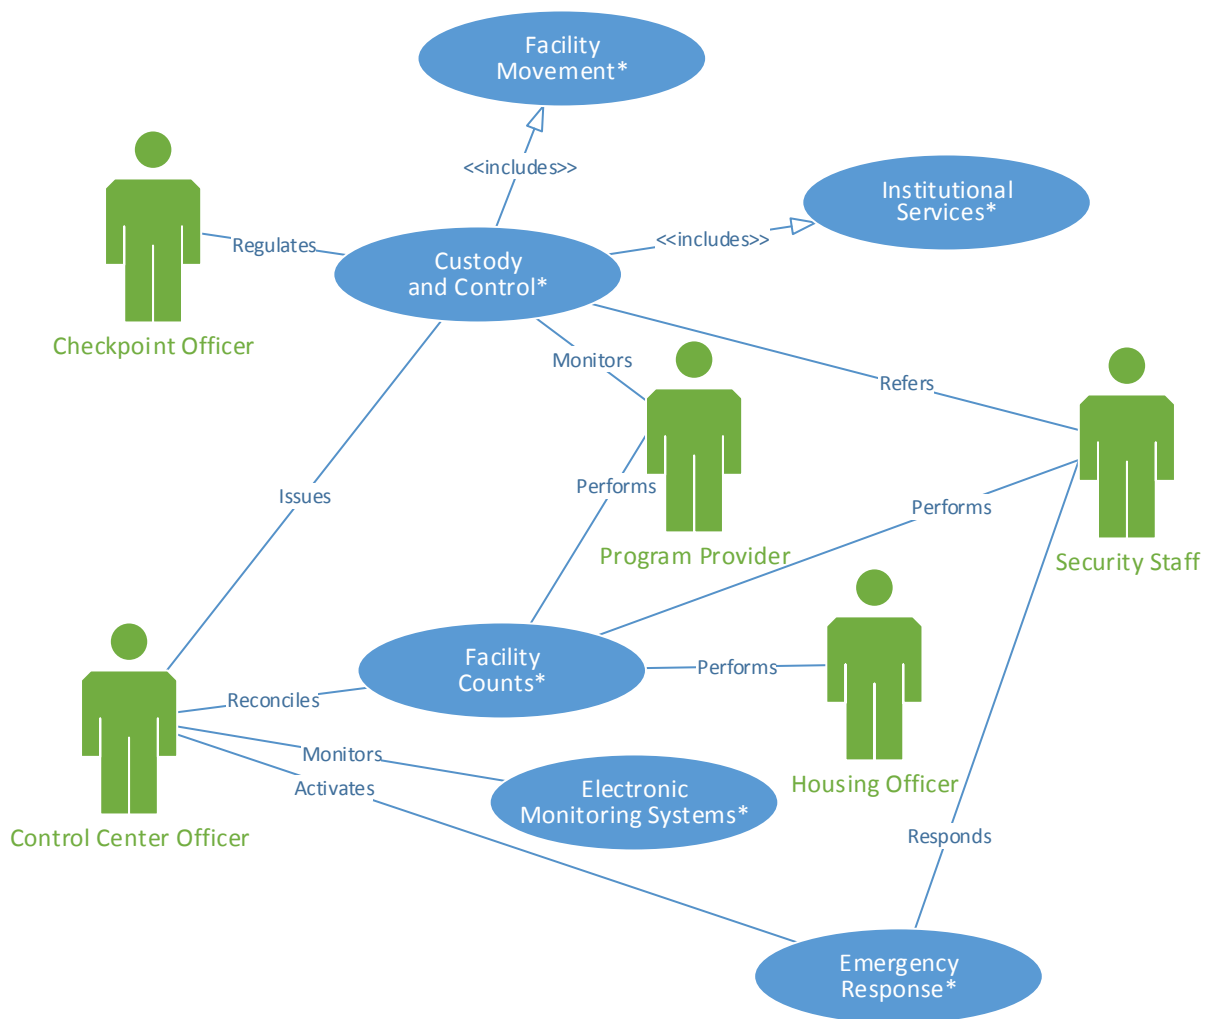 Facility
Movement*
<<includes>>
Institutional
Services*
<<includes>>
Regulates
Custody
and Control*
Checkpoint Officer
Monitors
Refers
Issues
Performs
Performs
Program Provider
Security Staff
Facility
Counts*
Performs
Reconciles
Monitors
Activates
Electronic
Monitoring Systems*
Housing Officer
Control Center Officer
Responds
Emergency
Response*